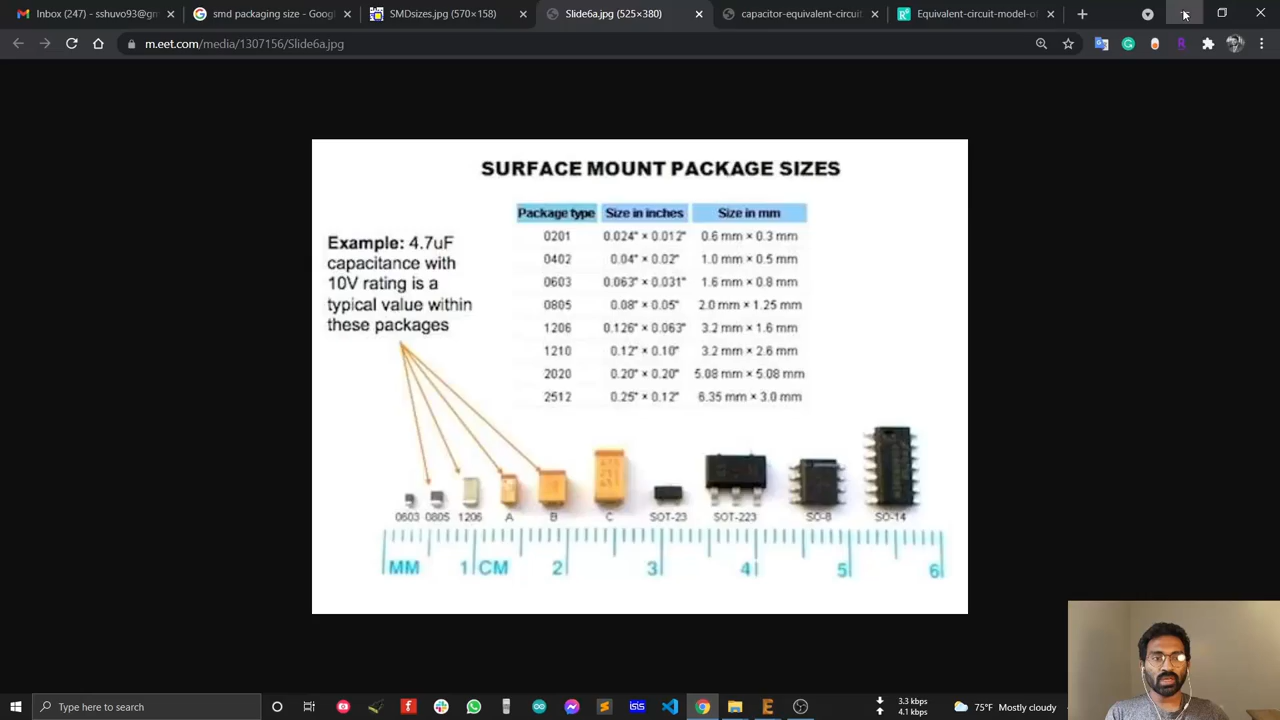 Inbox (247) - sshuvo93@gm
smd packaging size - Googl
SMDsizes.jpg (570×158)
Slide6a.jpg (525×380)
capacitor-equivalent-circuit
Equivalent-circuit-model-of
m.eet.com/media/1307156/Slide6a.jpg
SURFACE MOUNT PACKAGE SIZES
Package type Size in inches Size in mm
0201 0.024" × 0.012" 0.6 mm × 0.3 mm
0402 0.04" × 0.02" 1.0 mm × 0.5 mm
0603 0.063" × 0.031" 1.6 mm × 0.8 mm
0805 0.08" × 0.05" 2.0 mm × 1.25 mm
1206 0.126" × 0.063" 3.2 mm × 1.6 mm
1210 0.12" × 0.10" 3.2 mm × 2.6 mm
2020 0.20" × 0.20" 5.08 mm × 5.08 mm
2512 0.25" × 0.12" 6.35 mm × 3.0 mm
Example: 4.7uF
capacitance with
10V rating is a
typical value within
these packages
0603 0805 1206 A B C SOT-23 SOT-223 SO-8 SO-14
MM 1 CM 2 3 4 5 6
Type here to search
3.3 kbps
4.1 kbps
75°F Mostly cloudy